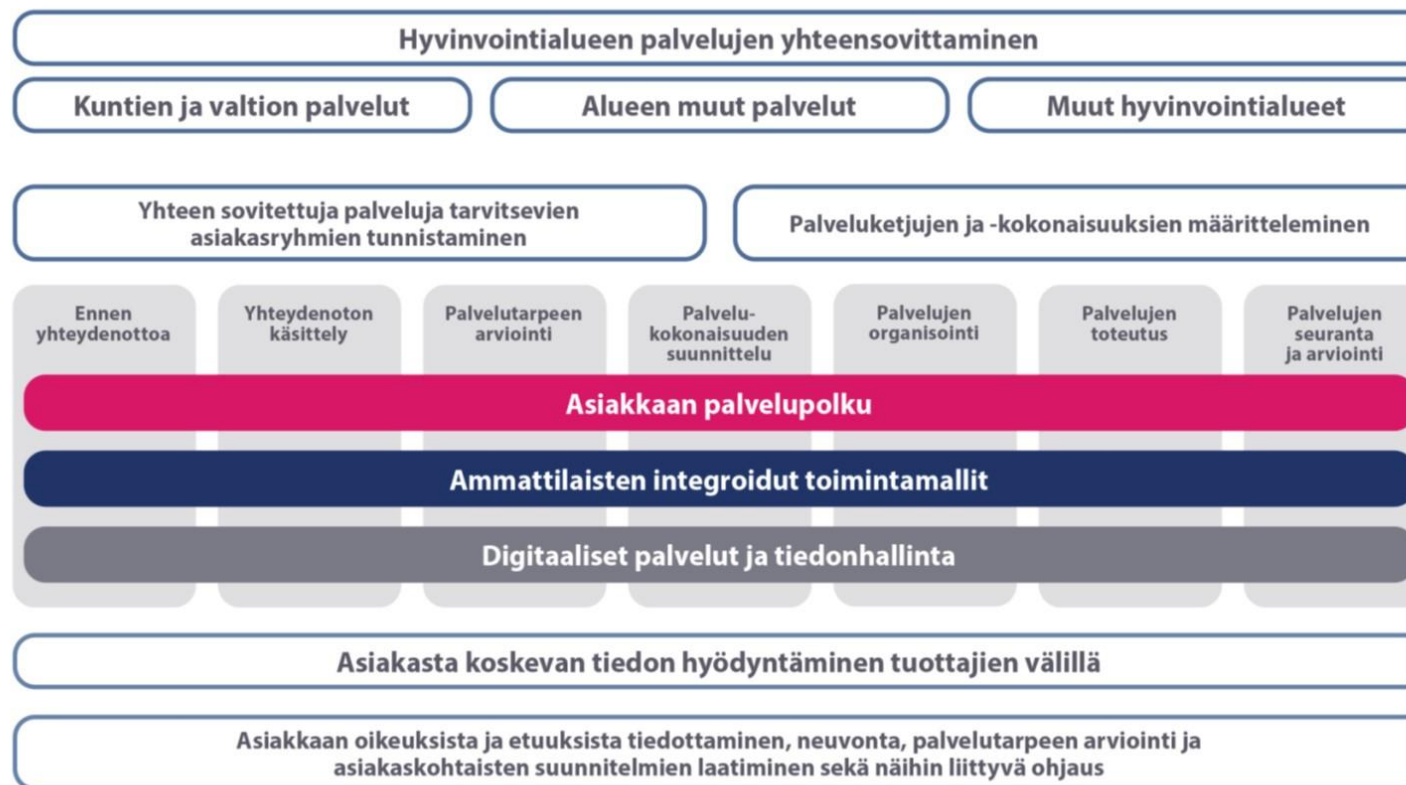 Hyvinvointialueen palvelujen yhteensovittaminen
Kuntien ja valtion palvelut
Alueen muut palvelut
Muut hyvinvointialueet
Yhteen sovitettuja palveluja tarvitsevien
asiakasryhmien tunnistaminen
Palveluketjujen ja -kokonaisuuksien määritteleminen
Ennen
yhteydenottoa
Yhteydenoton
käsittely
Palvelutarpeen
arviointi
Palvelu-
kokonaisuuden
suunnittelu
Palvelujen
organisointi
Palvelujen
toteutus
Palvelujen
seuranta
ja arviointi
Asiakkaan palvelupolku
Ammattilaisten integroidut toimintamallit
Digitaaliset palvelut ja tiedonhallinta
Asiakasta koskevan tiedon hyödyntäminen tuottajien välillä
Asiakkaan oikeuksista ja etuuksista tiedottaminen, neuvonta, palvelutarpeen arviointi ja
asiakaskohtaisten suunnitelmien laatiminen sekä näihin liittyvä ohjaus